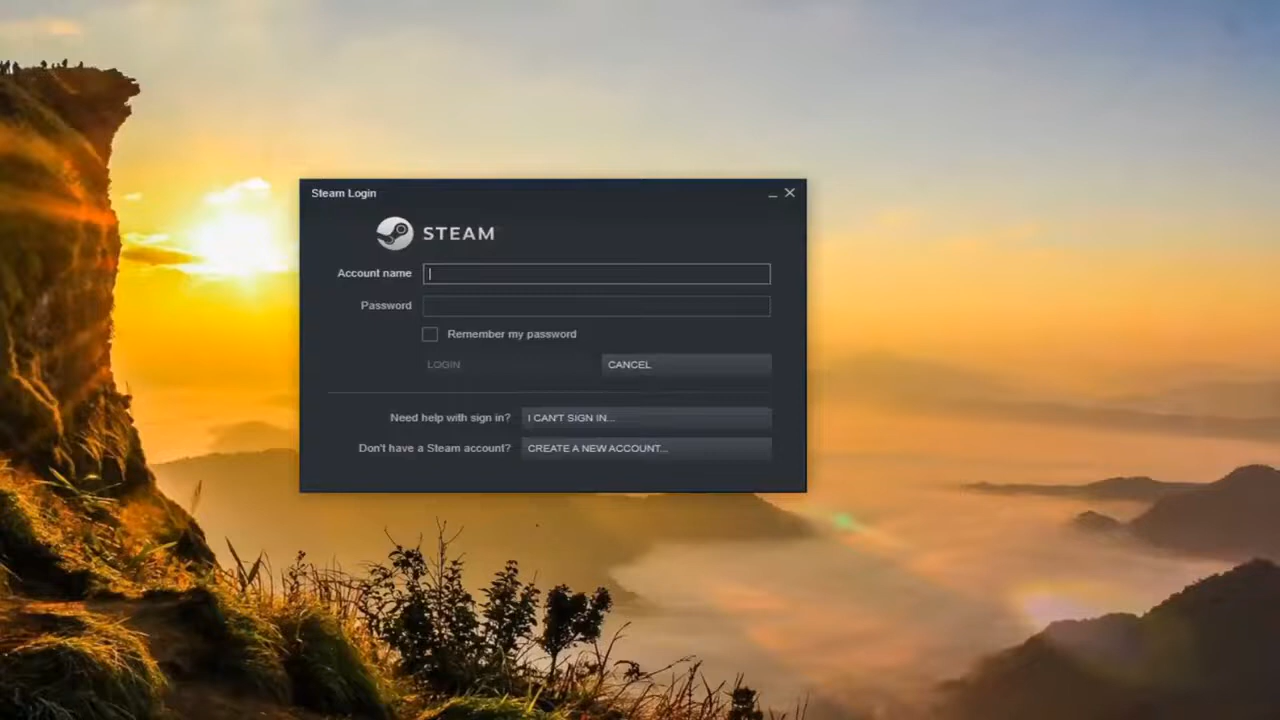 Steam Login
STEAM
Account name
Password
Remember my password
LOGIN CANCEL
Need help with sign in? I CAN'T SIGN IN...
Don't have a Steam account? CREATE A NEW ACCOUNT...